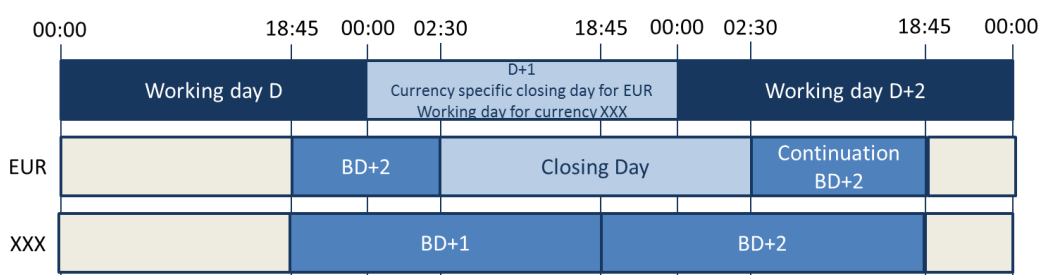 00:00 18:45 00:00 02:30 18:45 00:00 02:30 18:45 00:00
Working day D
D+1
Currency specific closing day for EUR
Working day for currency XXX
Working day D+2
EUR
BD+2
Closing Day
Continuation
BD+2
XXX
BD+1
BD+2